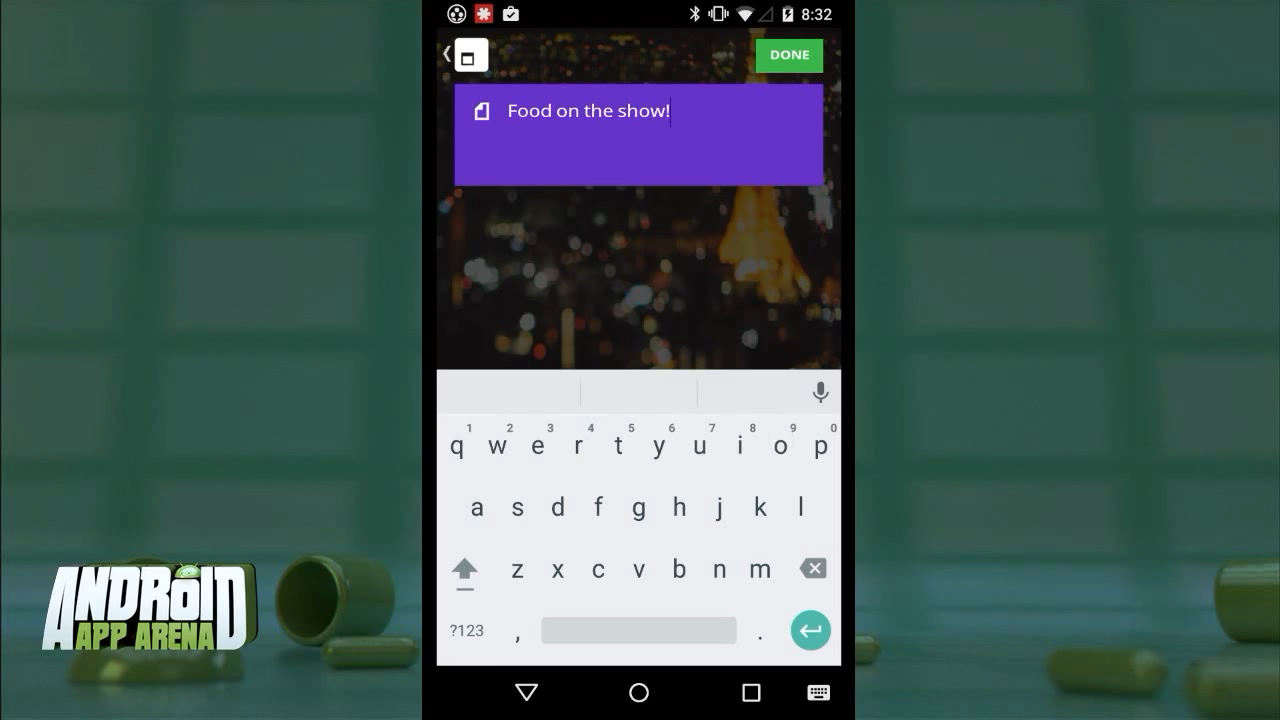 8:32
DONE
Food on the show!
1 2 3 4 5 6 7 8 9 0
q w e r t y u i o p
a s d f g h j k l
z x c v b n m
?123 , .
ANDROID
APP ARENA